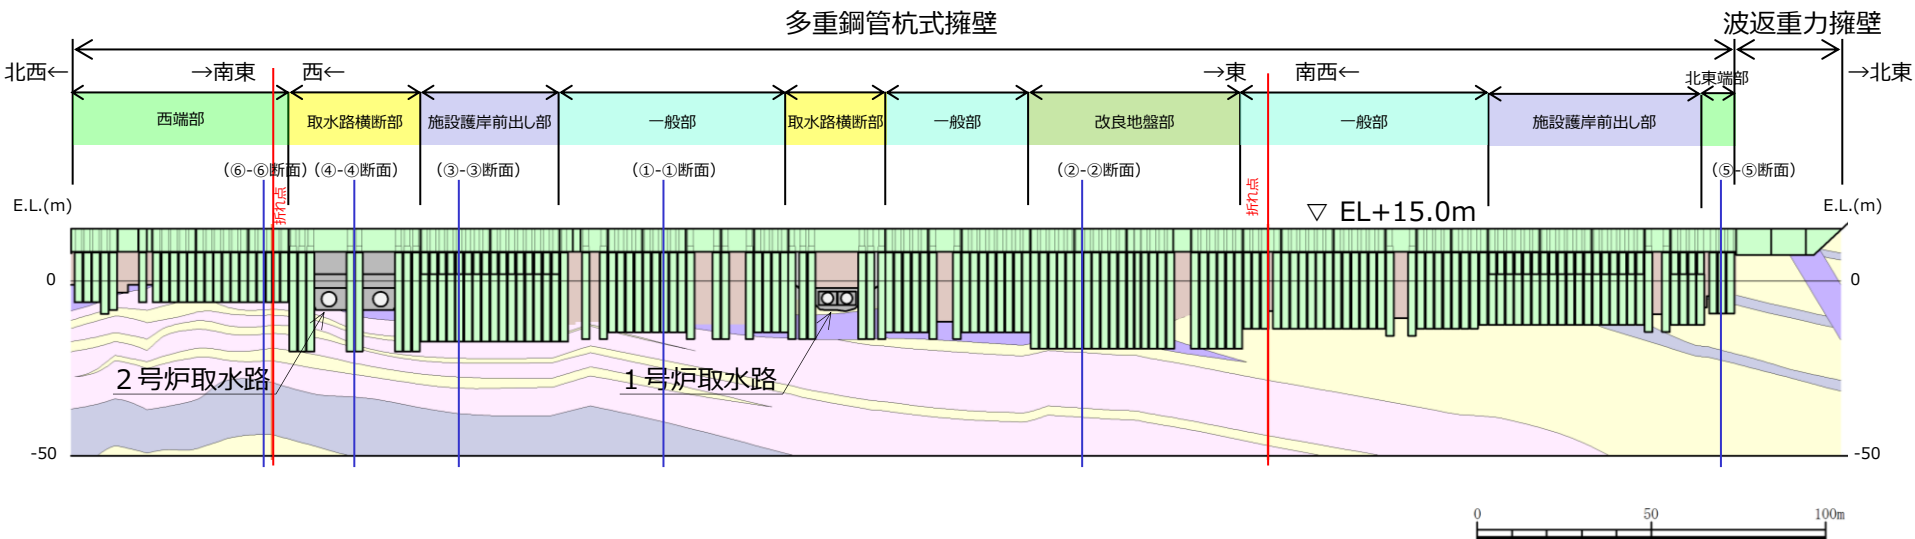 多重鋼管杭式擁壁
波返重力擁壁
北西←
→南東
西←
→東
南西←
→北東
北東端部
西端部
取水路横断部
施設護岸前出し部
一般部
取水路横断部
一般部
改良地盤部
一般部
施設護岸前出し部
（⑥-⑥断面）
（④-④断面）
（③-③断面）
（①-①断面）
（②-②断面）
（⑤-⑤断面）
折れ点
折れ点
E.L.(m)
E.L.(m)
▽ EL+15.0m
0
0
２号炉取水路
１号炉取水路
-50
-50
0
50
100m